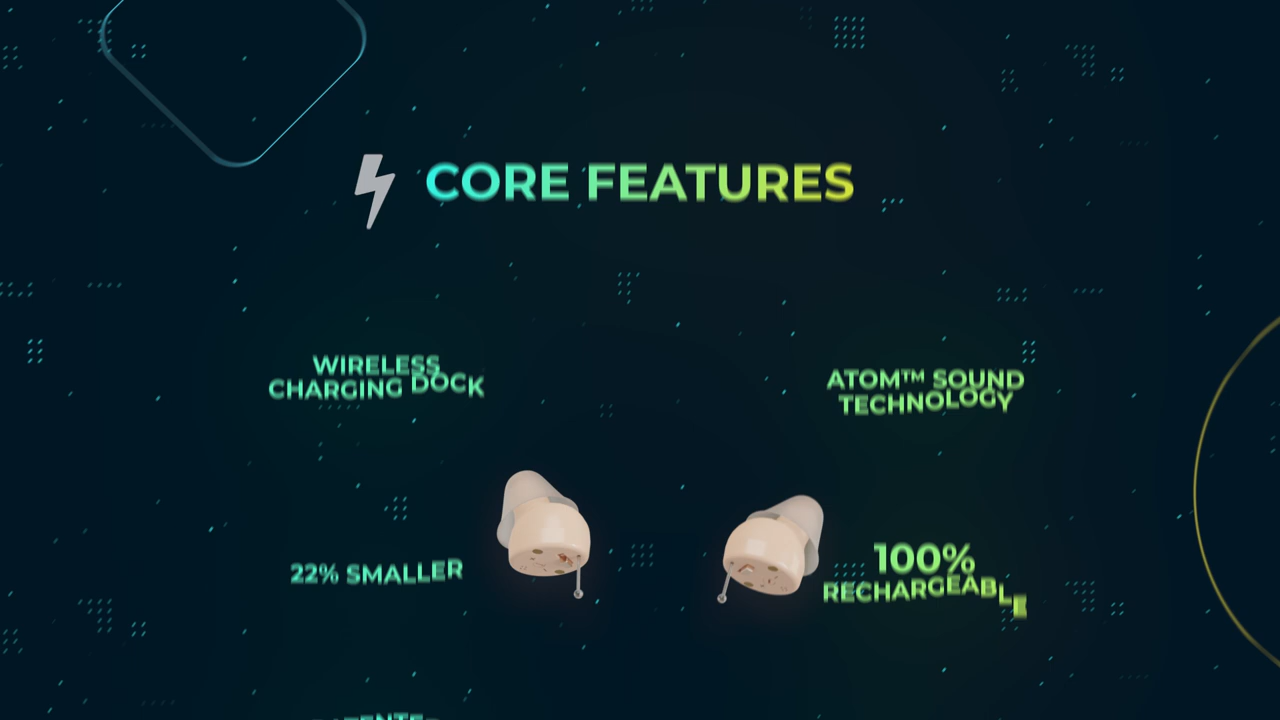 CORE FEATURES
WIRELESS
CHARGING DOCK
ATOM™ SOUND
TECHNOLOGY
22% SMALLER
100%
RECHARGEABLE